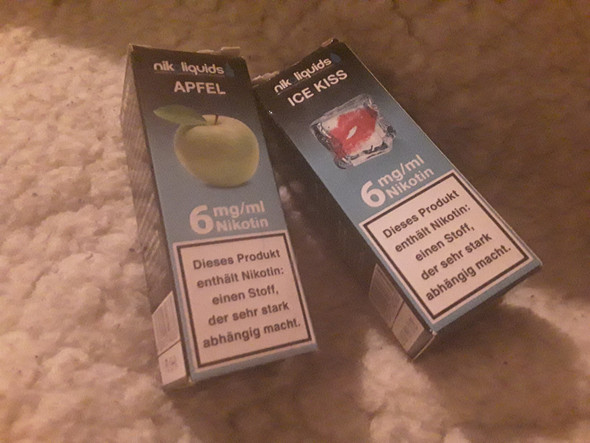 nik liquids
APFEL
6 mg/ml
Nikotin
Dieses Produkt
enthält Nikotin:
einen Stoff,
der sehr stark
abhängig macht.
nik liquids
ICE KISS
6 mg/ml
Nikotin
Dieses Produkt
enthält Nikotin:
einen Stoff,
der sehr stark
abhängig macht.